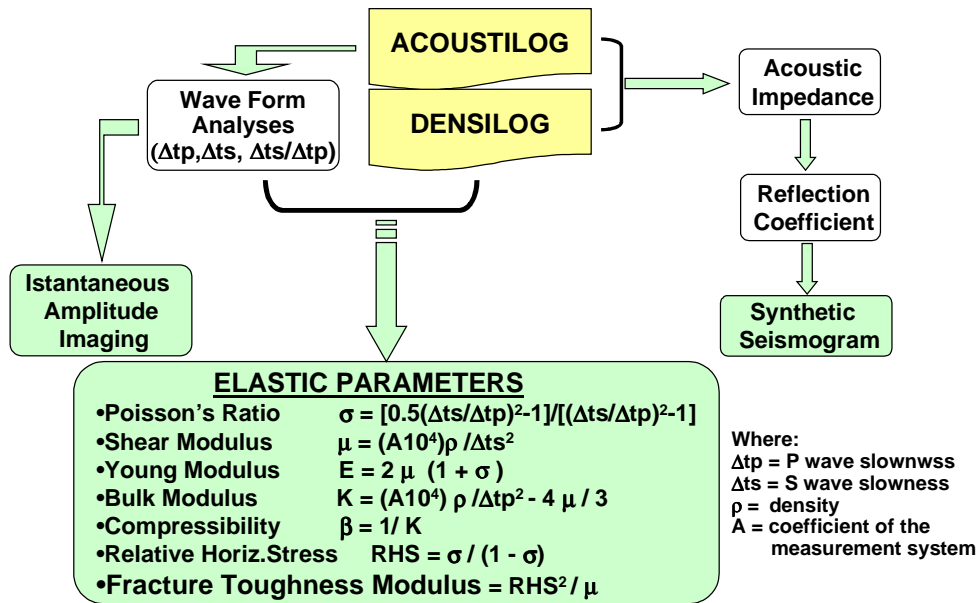 ACOUSTILOG
DENSILOG
Wave Form
Analyses
(Δtp,Δts, Δts/Δtp)
Acoustic
Impedance
Reflection
Coefficient
Istantaneous
Amplitude
Imaging
Synthetic
Seismogram
ELASTIC PARAMETERS
•Poisson's Ratio σ = [0.5(Δts/Δtp)²-1]/[(Δts/Δtp)²-1]
•Shear Modulus μ = (A10⁴)ρ /Δts²
•Young Modulus E = 2 μ (1 + σ )
•Bulk Modulus K = (A10⁴) ρ /Δtp² - 4 μ / 3
•Compressibility β = 1/ K
•Relative Horiz.Stress RHS = σ / (1 - σ)
•Fracture Toughness Modulus = RHS² / μ
Where:
Δtp = P wave slownwss
Δts = S wave slowness
ρ = density
A = coefficient of the
measurement system